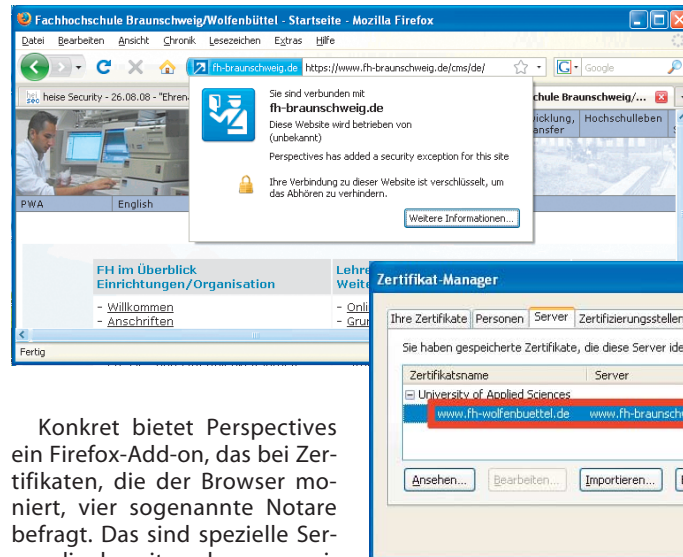 Fachhochschule Braunschweig/Wolfenbüttel - Startseite - Mozilla Firefox
Datei Bearbeiten Ansicht Chronik Lesezeichen Extras Hilfe
fh-braunschweig.de https://www.fh-braunschweig.de/cms/de/ Google
heise Security - 26.08.08 - "Ehren
chule Braunschweig/...
Sie sind verbunden mit
fh-braunschweig.de
Diese Website wird betrieben von
(unbekannt)
Perspectives has added a security exception for this site
Ihre Verbindung zu dieser Website ist verschlüsselt, um
das Abhören zu verhindern.
Weitere Informationen...
icklung, Hochschulleben
ansfer
PWA English
FH im Überblick
Einrichtungen/Organisation
- Willkommen
- Anschriften
Lehre
Weite
- Onli
- Grur
Fertig
Zertifikat-Manager
Ihre Zertifikate Personen Server Zertifizierungsstellen
Sie haben gespeicherte Zertifikate, die diese Server ide
Zertifikatsname Server
University of Applied Sciences
www.fh-wolfenbuettel.de www.fh-braunsch
Ansehen... Bearbeiten... Importieren...
Konkret bietet Perspectives
ein Firefox-Add-on, das bei Zer-
tifikaten, die der Browser mo-
niert, vier sogenannte Notare
befragt. Das sind spezielle Ser-